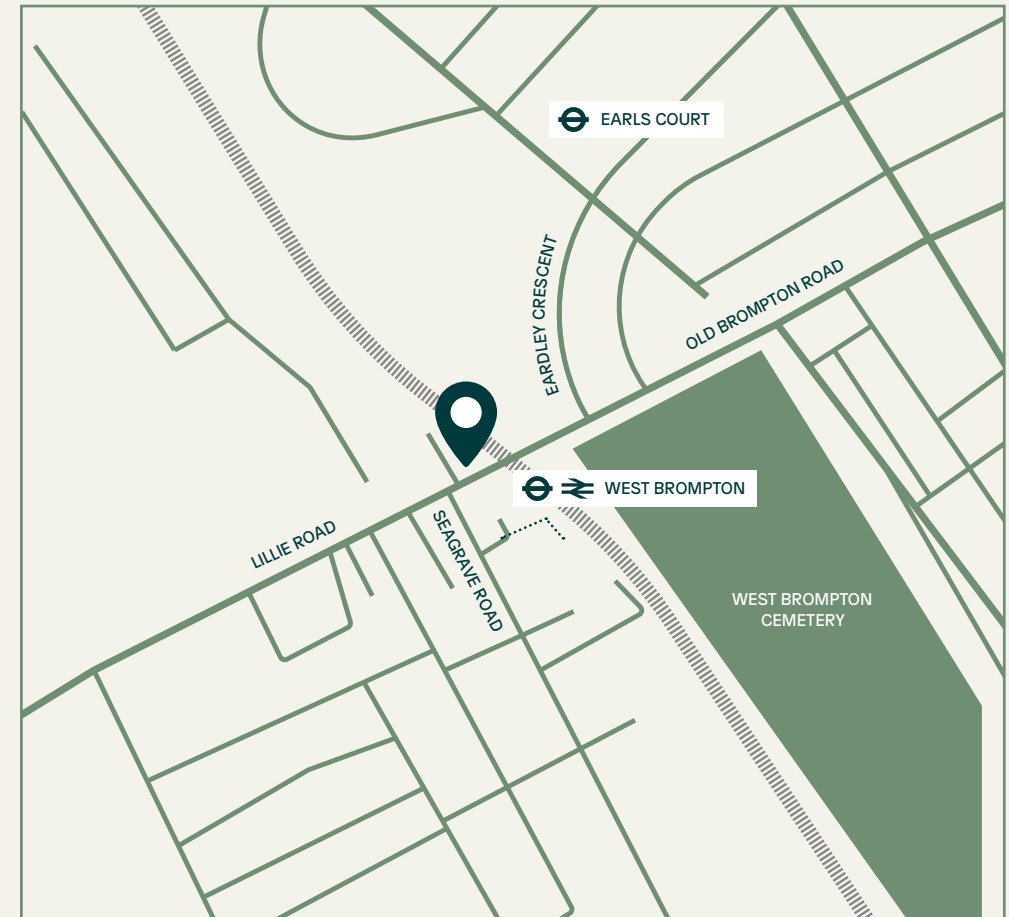 EARLS COURT
EARDLEY CRESCENT
OLD BROMPTON ROAD
WEST BROMPTON
LILLIE ROAD
SEAGRAVE ROAD
WEST BROMPTON
CEMETERY